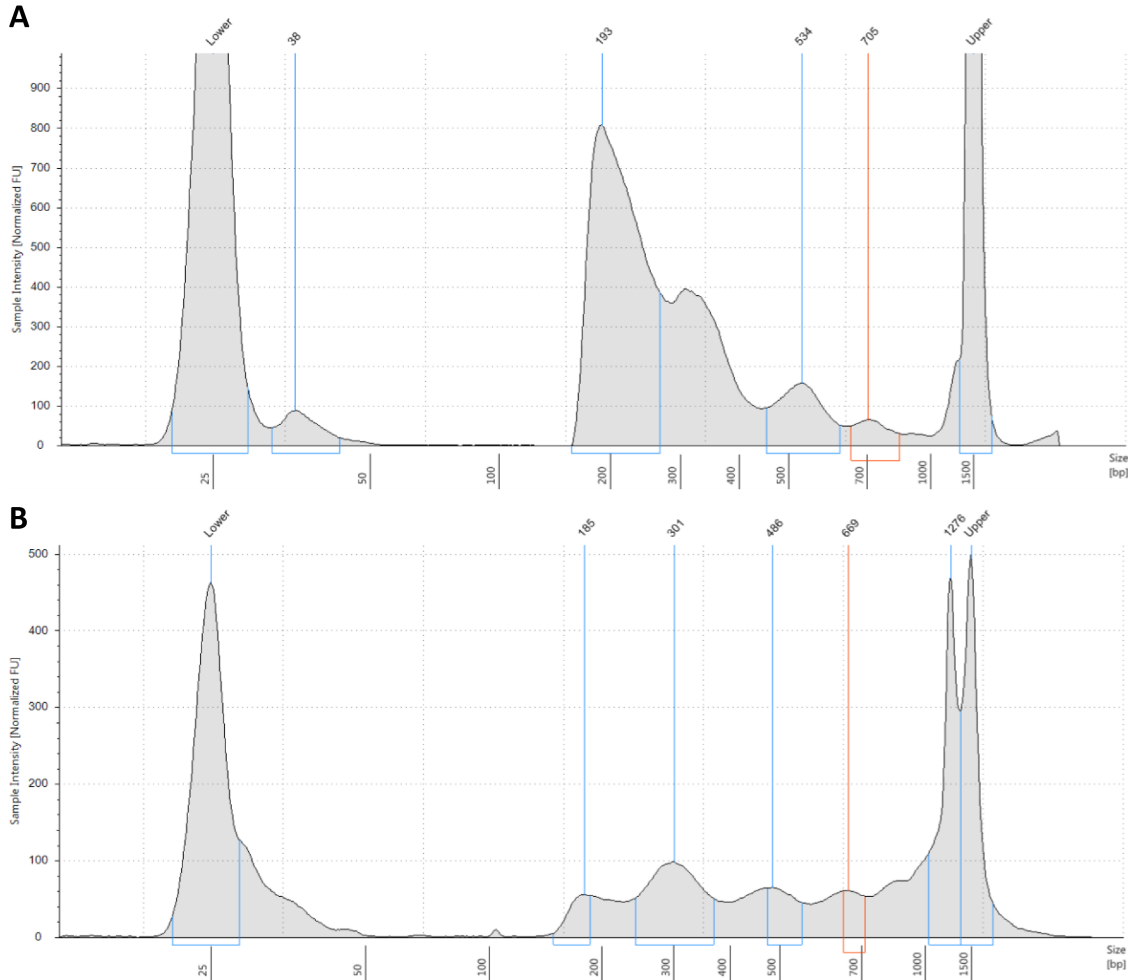 A
Lower 38 193 534 705 Upper
Sample Intensity [Normalized FU]
900
800
700
600
500
400
300
200
100
0
25 50 100 200 300 400 500 700 1000 1500 Size
[bp]
B
Lower 185 301 486 669 1276 Upper
Sample Intensity [Normalized FU]
500
400
300
200
100
0
25 50 100 200 300 400 500 700 1000 1500 Size
[bp]